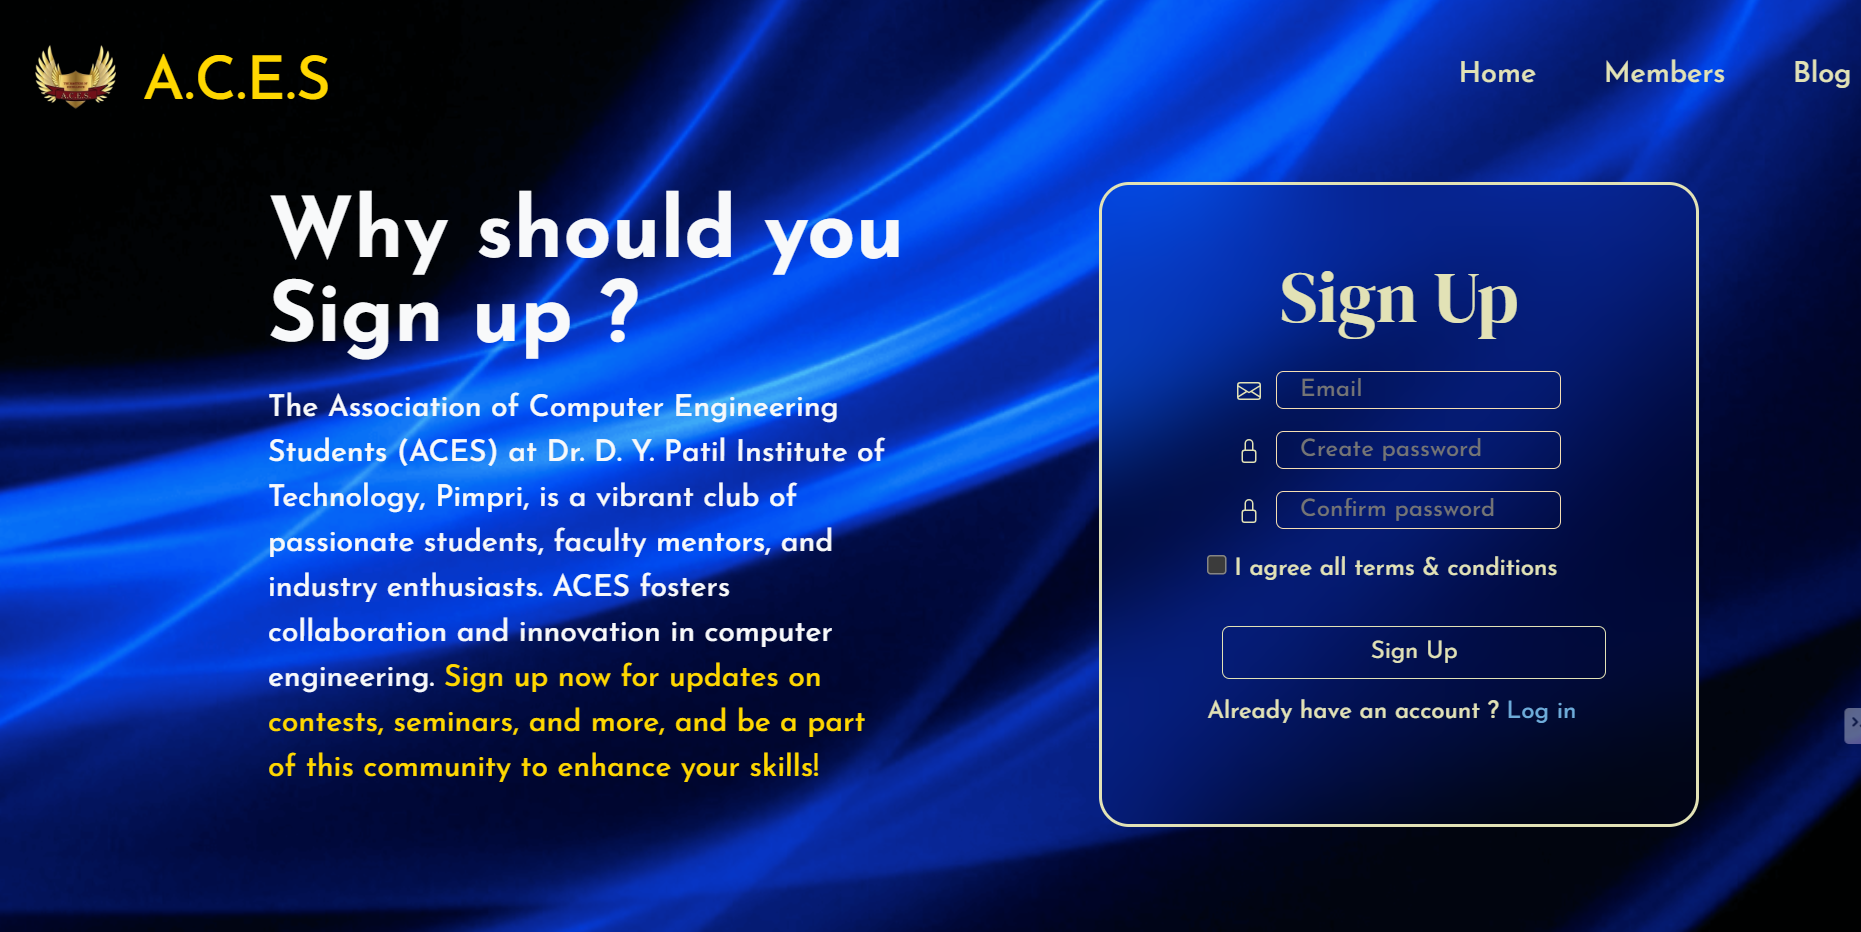 A.C.E.S.
A.C.E.S
Home
Members
Blog
Why should you
Sign up ?
The Association of Computer Engineering
Students (ACES) at Dr. D. Y. Patil Institute of
Technology, Pimpri, is a vibrant club of
passionate students, faculty mentors, and
industry enthusiasts. ACES fosters
collaboration and innovation in computer
engineering. Sign up now for updates on
contests, seminars, and more, and be a part
of this community to enhance your skills!
Sign Up
Email
Create password
Confirm password
I agree all terms & conditions
Sign Up
Already have an account ? Log in